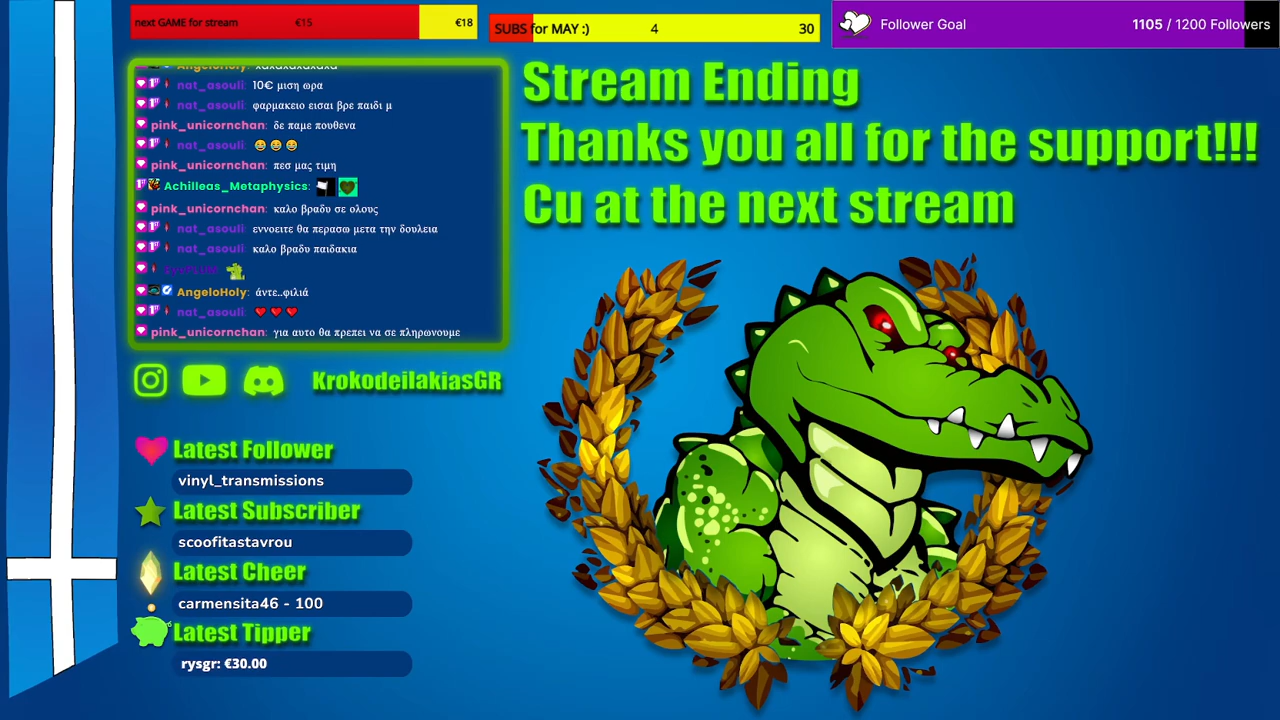 next GAME for stream €15 €18
SUBS for MAY :) 4 30
Follower Goal 1105 / 1200 Followers
AngeloHoly: χαχαχαχαχαχα
nat_asouli: 10€ μιση ωρα
nat_asouli: φαρμακειο εισαι βρε παιδι μ
pink_unicornchan: δε παμε πουθενα
nat_asouli:
pink_unicornchan: πεσ μας τιμη
Achilleas_Metaphysics:
pink_unicornchan: καλο βραδυ σε ολους
nat_asouli: εννοειτε θα περασω μετα την δουλεια
nat_asouli: καλο βραδυ παιδακια
AngeloHoly: άντε..φιλιά
nat_asouli:
pink_unicornchan: για αυτο θα πρεπει να σε πληρωνουμε
Stream Ending
Thanks you all for the support!!!
Cu at the next stream
KrokodeilakiasGR
Latest Follower
vinyl_transmissions
Latest Subscriber
scoofitastavrou
Latest Cheer
carmensita46 - 100
Latest Tipper
rysgr: €30.00